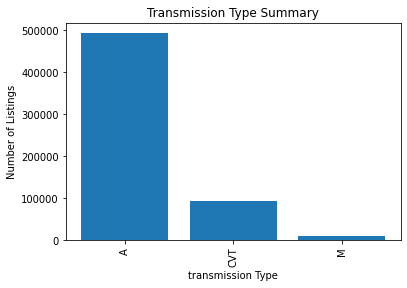 Transmission Type Summary
Number of Listings
500000
400000
300000
200000
100000
0
A
CVT
M
transmission Type